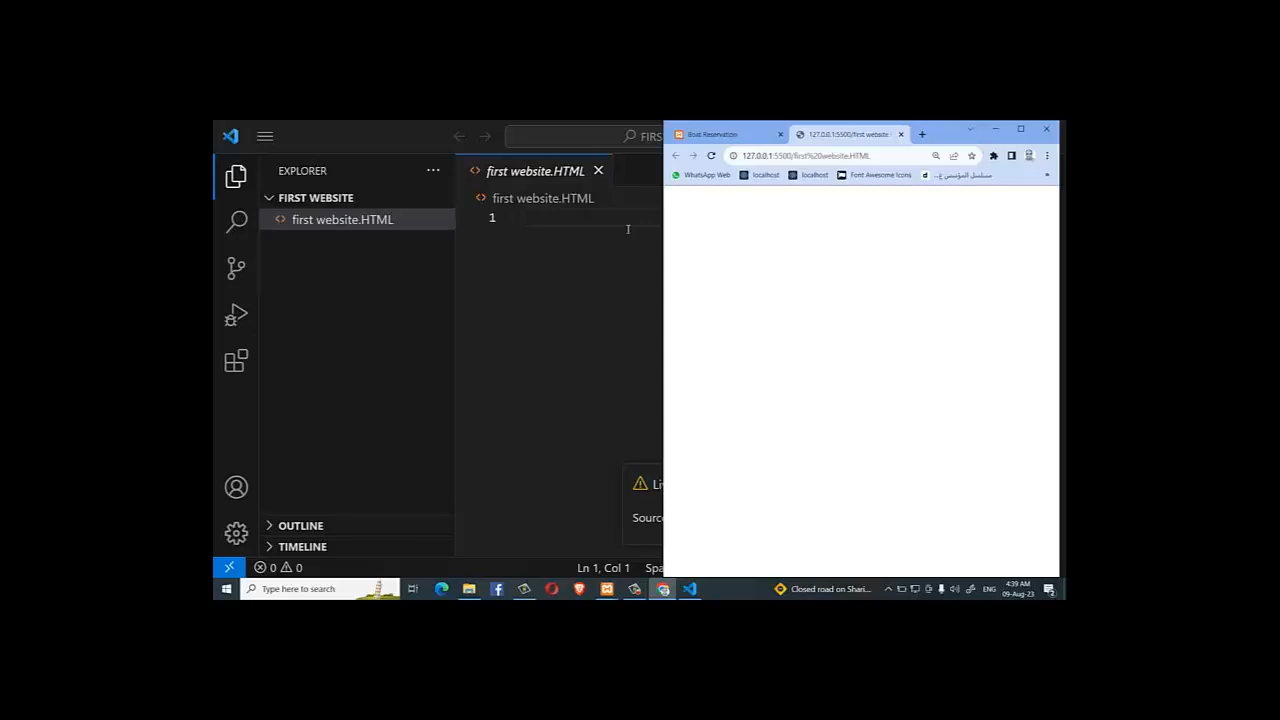 FIRS
EXPLORER
FIRST WEBSITE
first website.HTML
OUTLINE
TIMELINE
first website.HTML
first website.HTML
1
Li
Source
0 0
Ln 1, Col 1 Spa
Boat Reservation
127.0.0.1:5500/first website.
127.0.0.1:5500/first%20website.HTML
WhatsApp Web localhost localhost Font Awesome Icons مسلسل المؤسس ع... »
Type here to search
Closed road on Shari...
ENG
4:39 AM
09-Aug-23
2